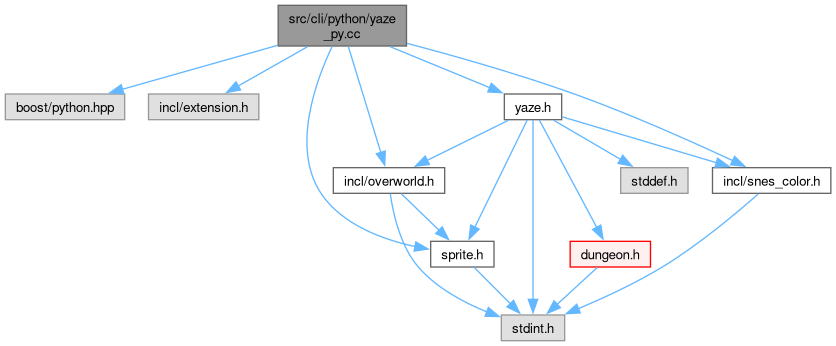 src/cli/python/yaze
_py.cc
boost/python.hpp
incl/extension.h
yaze.h
incl/overworld.h
stddef.h
incl/snes_color.h
sprite.h
dungeon.h
stdint.h